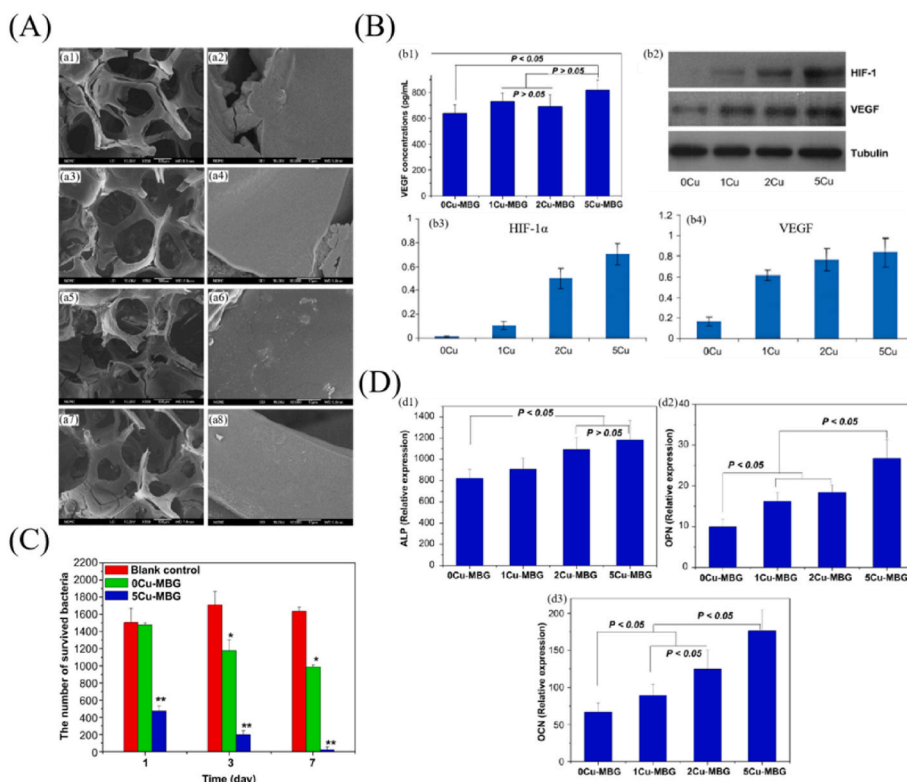 (A)
(a1)
(a2)
(a3)
(a4)
(a5)
(a6)
(a7)
(a8)
(B)
(b1)
VEGF concentrations (pg/mL)
800
600
400
200
0
P < 0.05
P > 0.05
P > 0.05
0Cu-MBG 1Cu-MBG 2Cu-MBG 5Cu-MBG
(b2)
HIF-1
VEGF
Tubulin
0Cu 1Cu 2Cu 5Cu
(b3)
HIF-1α
1
0.8
0.6
0.4
0.2
0
0Cu 1Cu 2Cu 5Cu
(b4)
VEGF
1.2
1
0.8
0.6
0.4
0.2
0
0Cu 1Cu 2Cu 5Cu
(C)
The number of survived bacteria
2200
2000
1800
1600
1400
1200
1000
800
600
400
200
0
Blank control
0Cu-MBG
5Cu-MBG
**
*
**
*
**
1 3 7
Time (day)
(D)
(d1)
ALP (Relative expression)
1400
1200
1000
800
600
400
200
0
P < 0.05
P > 0.05
0Cu-MBG 1Cu-MBG 2Cu-MBG 5Cu-MBG
(d2)
OPN (Relative expression)
40
30
20
10
0
P < 0.05
P < 0.05
0Cu-MBG 1Cu-MBG 2Cu-MBG 5Cu-MBG
(d3)
OCN (Relative expression)
200
150
100
50
0
P < 0.05
P < 0.05
P < 0.05
0Cu-MBG 1Cu-MBG 2Cu-MBG 5Cu-MBG